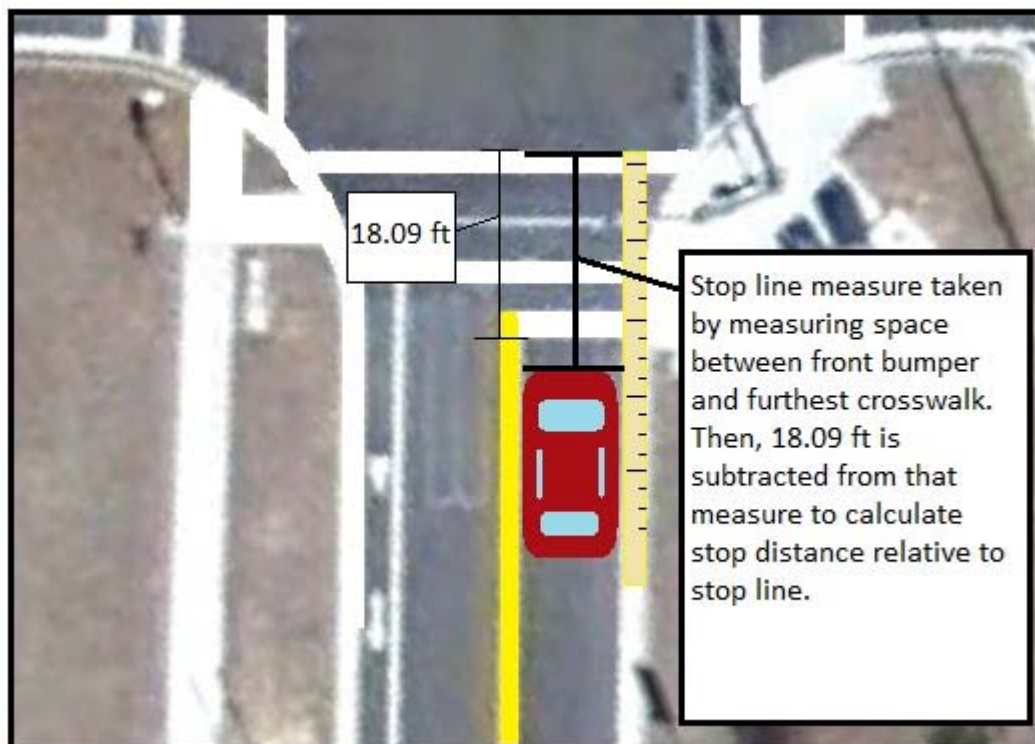 18.09 ft
Stop line measure taken
by measuring space
between front bumper
and furthest crosswalk.
Then, 18.09 ft is
subtracted from that
measure to calculate
stop distance relative to
stop line.